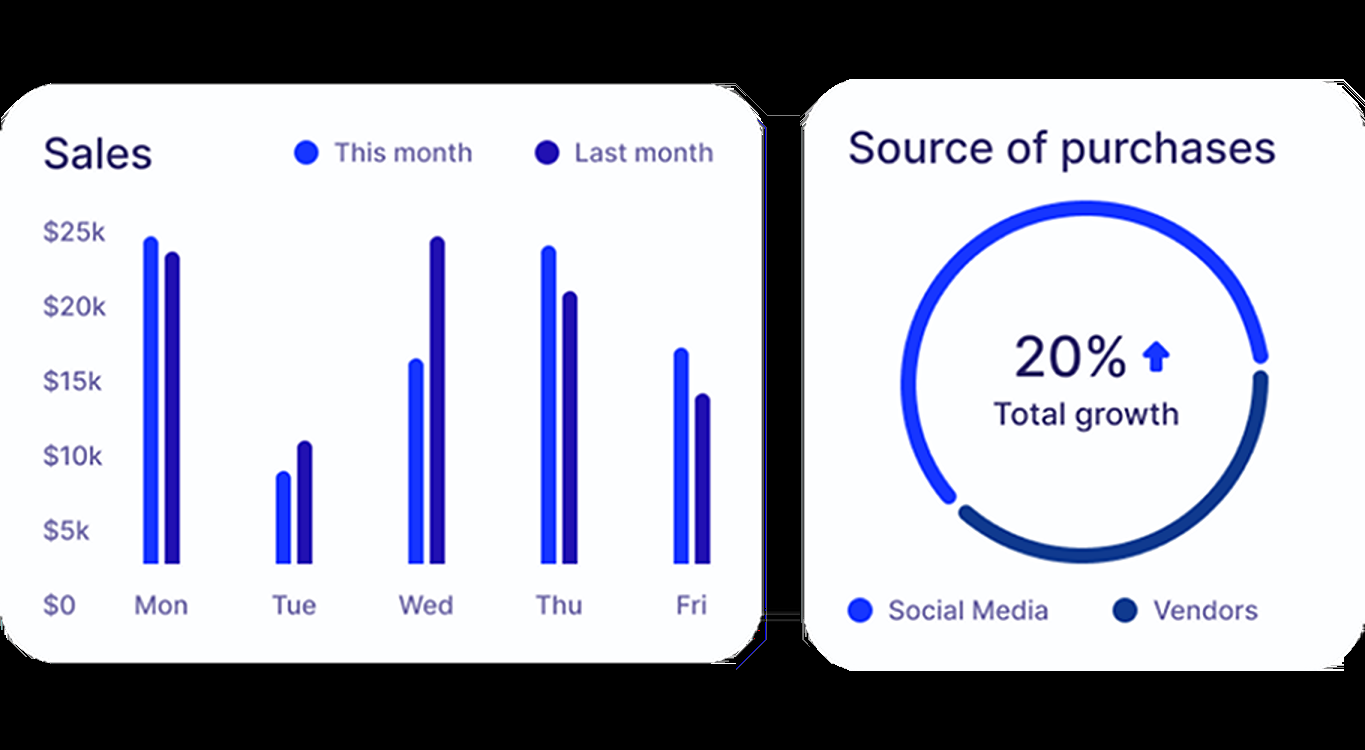 Sales
This month
Last month
$25k
$20k
$15k
$10k
$5k
$0
Mon
Tue
Wed
Thu
Fri
Source of purchases
20%
Total growth
Social Media
Vendors